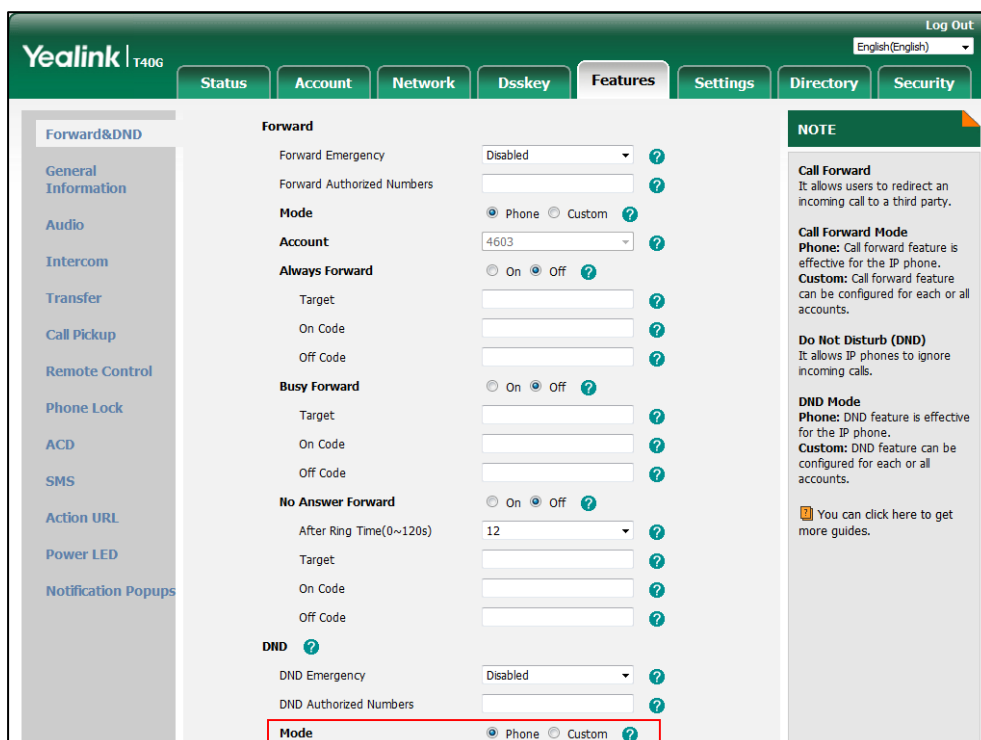 Log Out
Yealink T40G
English(English)
Status Account Network Dsskey Features Settings Directory Security
Forward&DND
General
Information
Audio
Intercom
Transfer
Call Pickup
Remote Control
Phone Lock
ACD
SMS
Action URL
Power LED
Notification Popups
Forward
Forward Emergency Disabled ?
Forward Authorized Numbers ?
Mode Phone Custom ?
Account 4603 ?
Always Forward On Off ?
Target ?
On Code ?
Off Code ?
Busy Forward On Off ?
Target ?
On Code ?
Off Code ?
No Answer Forward On Off ?
After Ring Time(0~120s) 12 ?
Target ?
On Code ?
Off Code ?
DND ?
DND Emergency Disabled ?
DND Authorized Numbers ?
Mode Phone Custom ?
NOTE
Call Forward
It allows users to redirect an
incoming call to a third party.
Call Forward Mode
Phone: Call forward feature is
effective for the IP phone.
Custom: Call forward feature
can be configured for each or all
accounts.
Do Not Disturb (DND)
It allows IP phones to ignore
incoming calls.
DND Mode
Phone: DND feature is effective
for the IP phone.
Custom: DND feature can be
configured for each or all
accounts.
? You can click here to get
more guides.